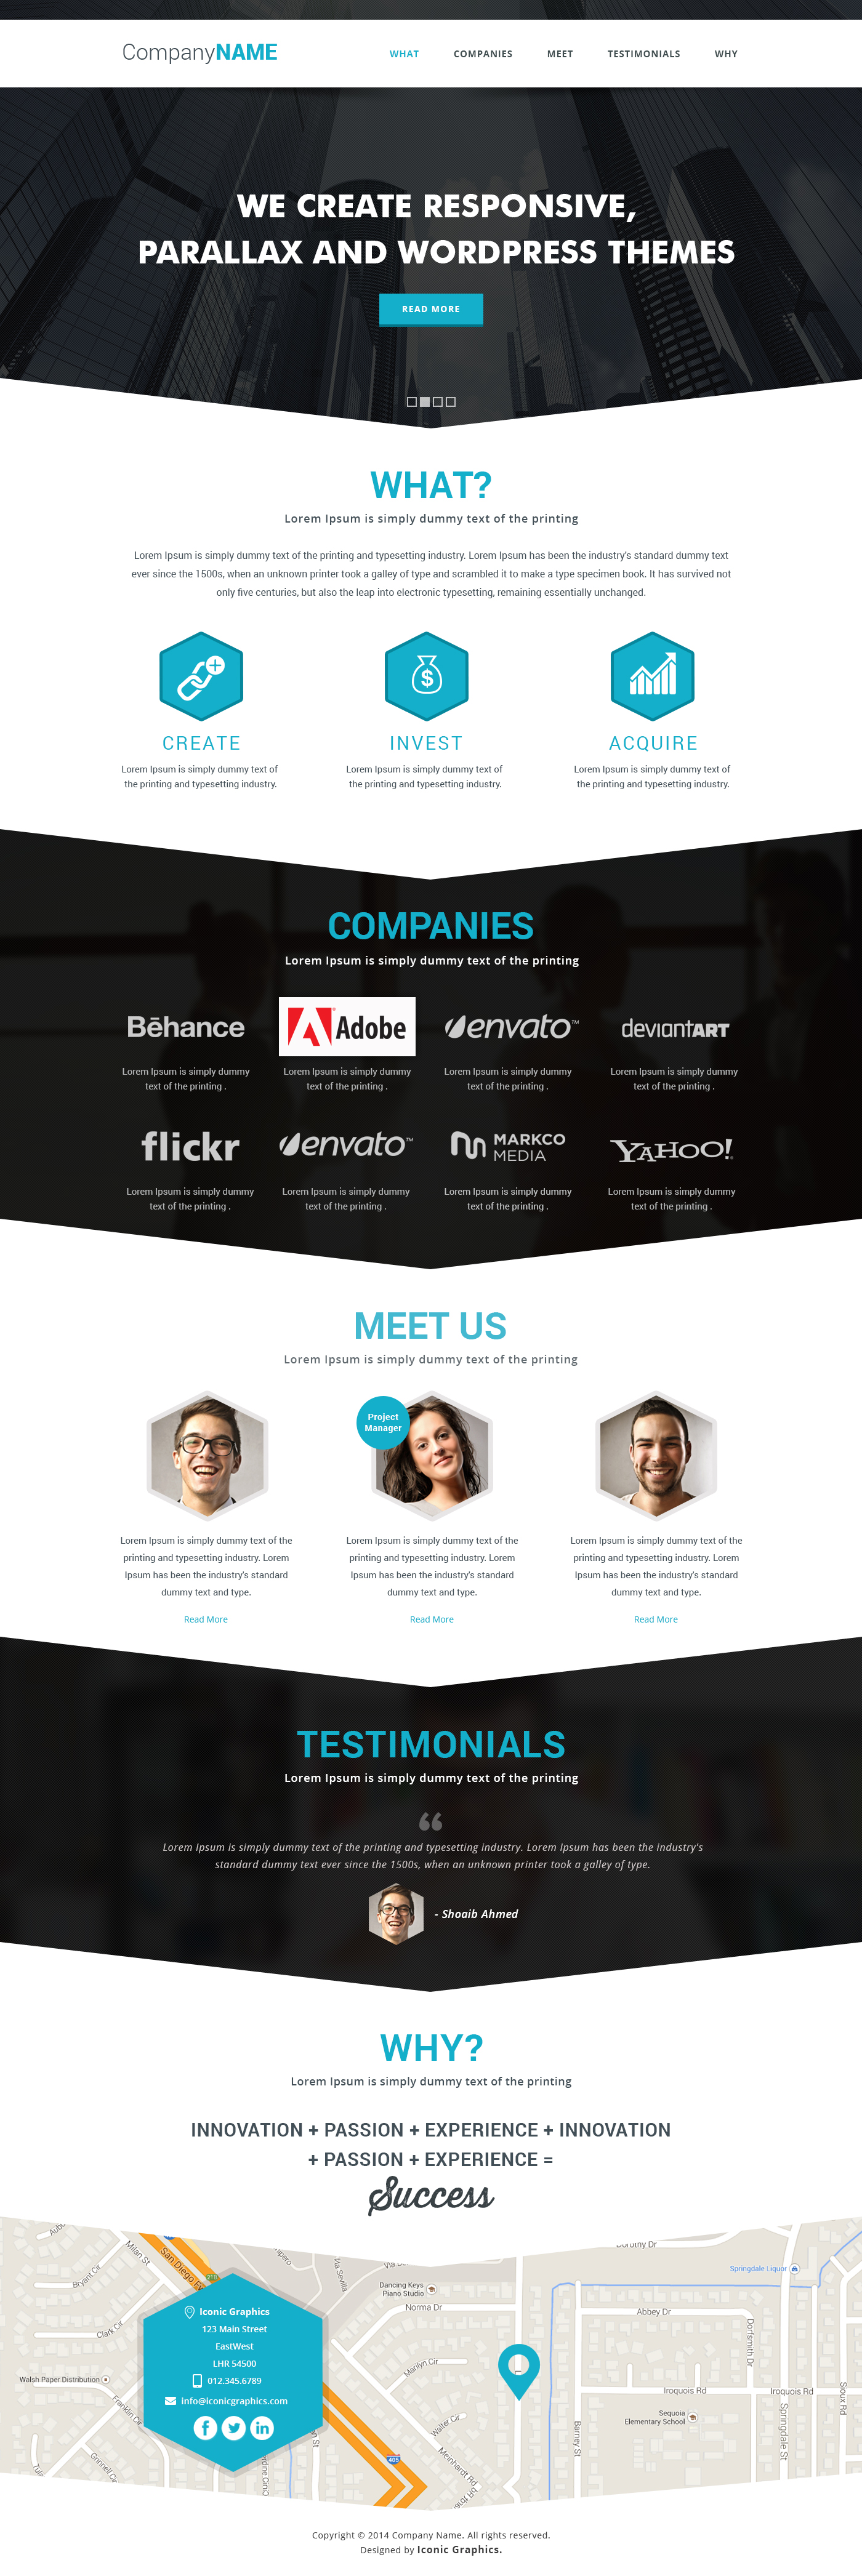 CompanyNAME
WHAT COMPANIES MEET TESTIMONIALS WHY
WE CREATE RESPONSIVE,
PARALLAX AND WORDPRESS THEMES
READ MORE
WHAT?
Lorem Ipsum is simply dummy text of the printing
Lorem Ipsum is simply dummy text of the printing and typesetting industry. Lorem Ipsum has been the industry's standard dummy text
ever since the 1500s, when an unknown printer took a galley of type and scrambled it to make a type specimen book. It has survived not
only five centuries, but also the leap into electronic typesetting, remaining essentially unchanged.
$
CREATE
Lorem Ipsum is simply dummy text of
the printing and typesetting industry.
INVEST
Lorem Ipsum is simply dummy text of
the printing and typesetting industry.
ACQUIRE
Lorem Ipsum is simply dummy text of
the printing and typesetting industry.
COMPANIES
Lorem Ipsum is simply dummy text of the printing
Bēhance
Lorem Ipsum is simply dummy
text of the printing .
Adobe
Lorem Ipsum is simply dummy
text of the printing .
envato™
Lorem Ipsum is simply dummy
text of the printing .
deviantART
Lorem Ipsum is simply dummy
text of the printing .
flickr
Lorem Ipsum is simply dummy
text of the printing .
envato™
Lorem Ipsum is simply dummy
text of the printing .
MARKCO
MEDIA
Lorem Ipsum is simply dummy
text of the printing .
YAHOO!
Lorem Ipsum is simply dummy
text of the printing .
MEET US
Lorem Ipsum is simply dummy text of the printing
Project
Manager
Lorem Ipsum is simply dummy text of the
printing and typesetting industry. Lorem
Ipsum has been the industry's standard
dummy text and type.
Read More
Lorem Ipsum is simply dummy text of the
printing and typesetting industry. Lorem
Ipsum has been the industry's standard
dummy text and type.
Read More
Lorem Ipsum is simply dummy text of the
printing and typesetting industry. Lorem
Ipsum has been the industry's standard
dummy text and type.
Read More
TESTIMONIALS
Lorem Ipsum is simply dummy text of the printing
“
Lorem Ipsum is simply dummy text of the printing and typesetting industry. Lorem Ipsum has been the industry's
standard dummy text ever since the 1500s, when an unknown printer took a galley of type.
- Shoaib Ahmed
WHY?
Lorem Ipsum is simply dummy text of the printing
INNOVATION + PASSION + EXPERIENCE + INNOVATION
+ PASSION + EXPERIENCE =
Success
Milan St
San Diego Fwy
Bryant Cir
Clark Cir
Walsh Paper Distribution
Franklin Cir
Iconic Graphics
123 Main Street
EastWest
LHR 54500
012.345.6789
info@iconicgraphics.com
f in
Dancing Keys
Piano Studio
Norma Dr
Marilyn Cir
Walter Cir
Meinhardt Rd
405
Barney St
Dorothy Dr
Springdale Liquor
Abbey Dr
Dorfsmith Dr
Iroquois Rd
Iroquois Rd
Sioux Rd
Sequoia
Elementary School
Springdale St
Copyright © 2014 Company Name. All rights reserved.
Designed by Iconic Graphics.